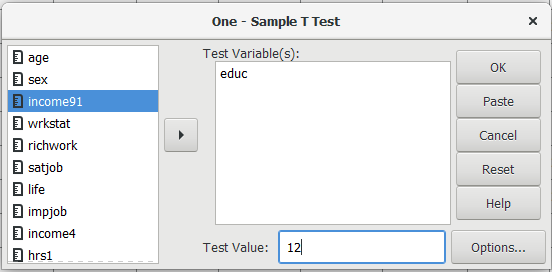 One - Sample T Test
×
age
sex
income91
wrkstat
richwork
satjob
life
impjob
income4
hrs1
Test Variable(s):
educ
Test Value: 12
OK
Paste
Cancel
Reset
Help
Options...